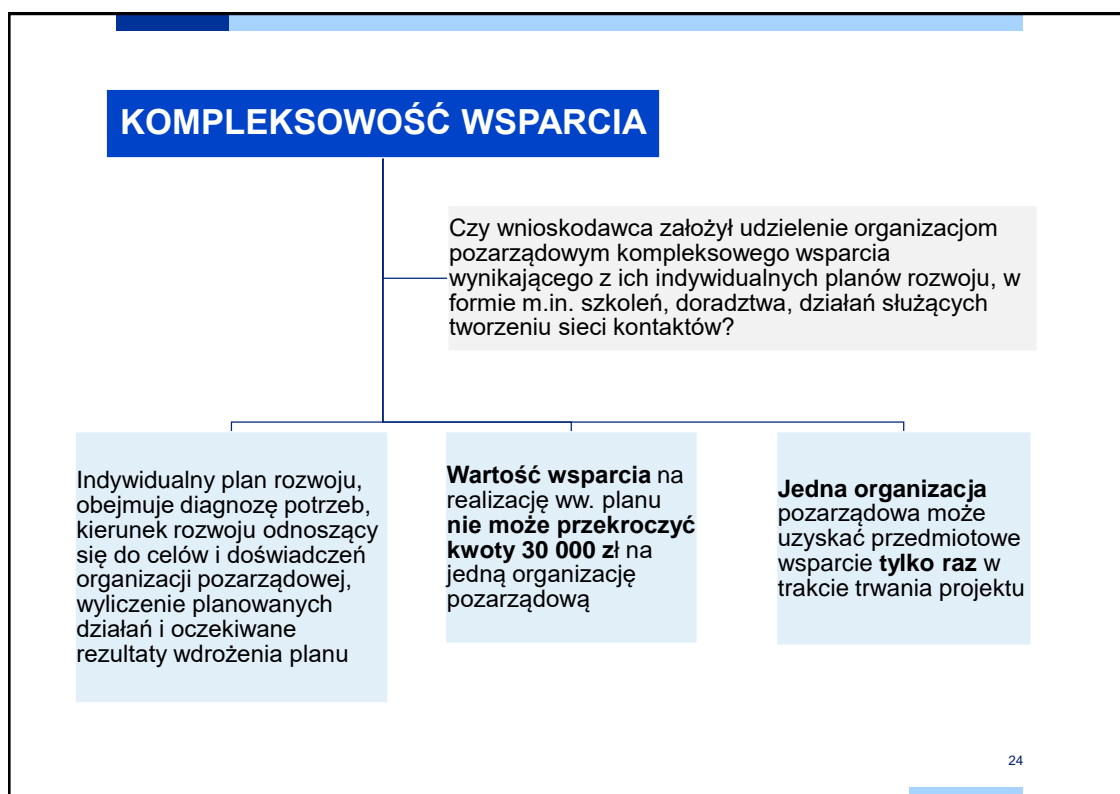 KOMPLEKSOWOŚĆ WSPARCIA
Czy wnioskodawca założył udzielenie organizacjom
pozarządowym kompleksowego wsparcia
wynikającego z ich indywidualnych planów rozwoju, w
formie m.in. szkoleń, doradztwa, działań służących
tworzeniu sieci kontaktów?
Indywidualny plan rozwoju,
obejmuje diagnozę potrzeb,
kierunek rozwoju odnoszący
się do celów i doświadczeń
organizacji pozarządowej,
wyliczenie planowanych
działań i oczekiwane
rezultaty wdrożenia planu
Wartość wsparcia na
realizację ww. planu
nie może przekroczyć
kwoty 30 000 zł na
jedną organizację
pozarządową
Jedna organizacja
pozarządowa może
uzyskać przedmiotowe
wsparcie tylko raz w
trakcie trwania projektu
24